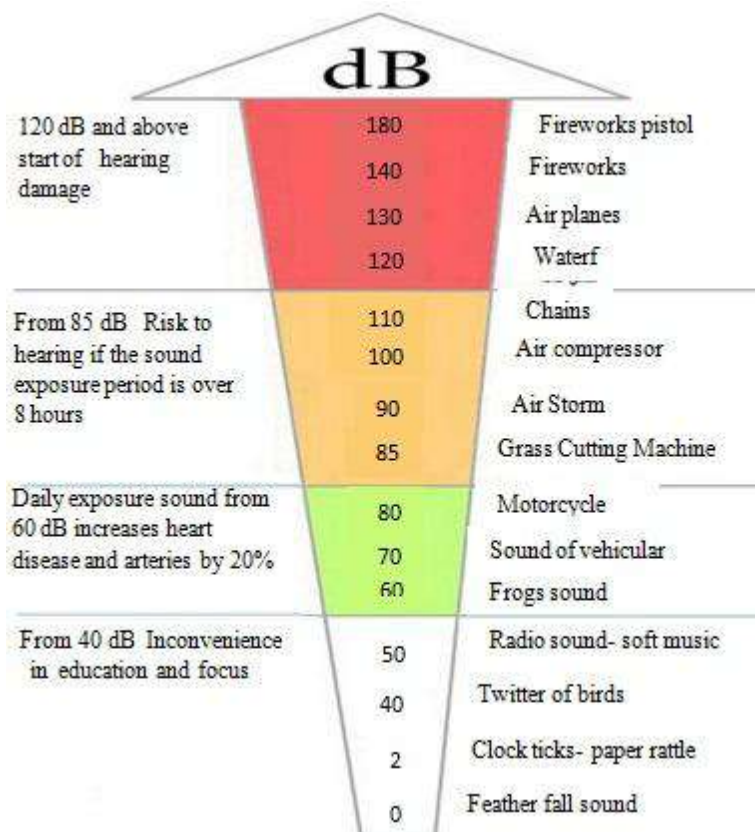 dB
120 dB and above
start of hearing
damage
180
Fireworks pistol
140
Fireworks
130
Air planes
120
Waterf
From 85 dB Risk to
hearing if the sound
exposure period is over
8 hours
110
Chains
100
Air compressor
90
Air Storm
85
Grass Cutting Machine
Daily exposure sound from
60 dB increases heart
disease and arteries by 20%
80
Motorcycle
70
Sound of vehicular
60
Frogs sound
From 40 dB Inconvenience
in education and focus
50
Radio sound- soft music
40
Twitter of birds
2
Clock ticks- paper rattle
0
Feather fall sound